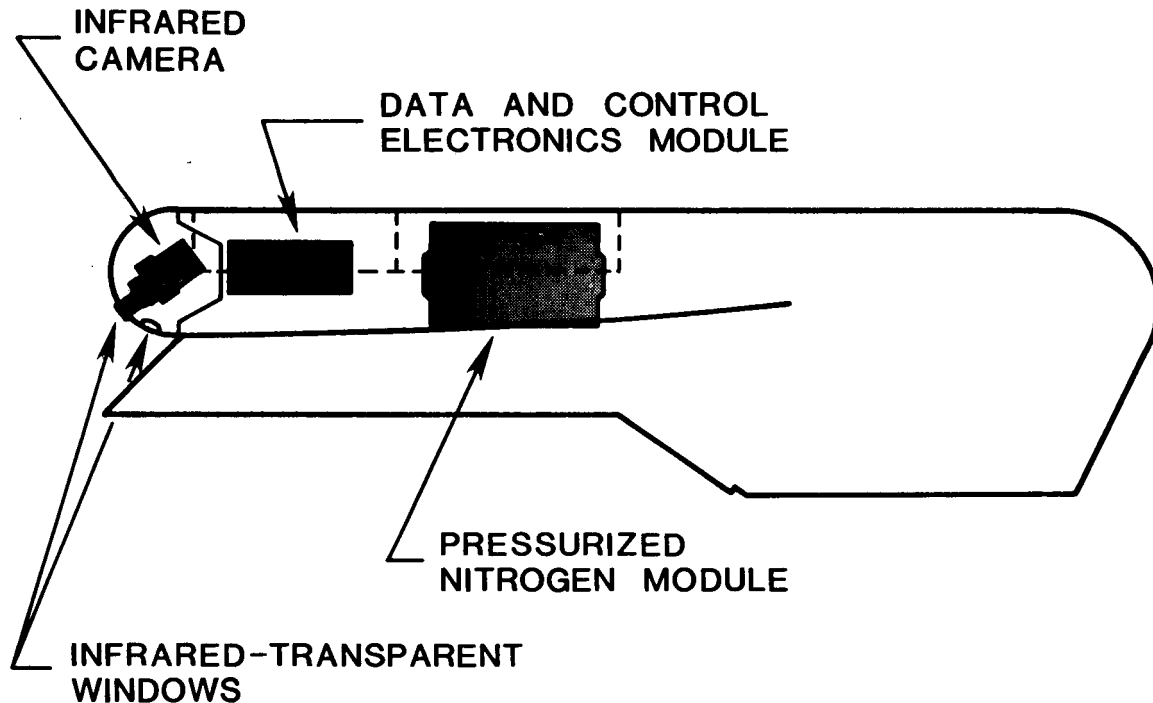 INFRARED
CAMERA
DATA AND CONTROL
ELECTRONICS MODULE
PRESSURIZED
NITROGEN MODULE
INFRARED-TRANSPARENT
WINDOWS